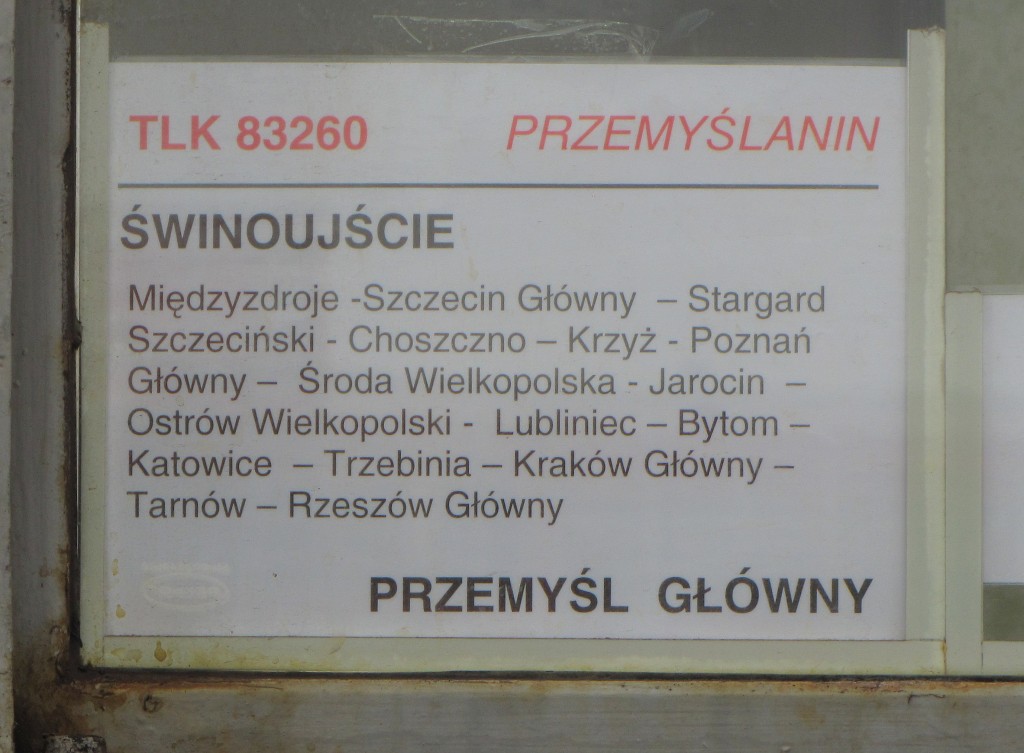 TLK 83260 PRZEMYŚLANIN
ŚWINOUJŚCIE
Międzyzdroje -Szczecin Główny – Stargard
Szczeciński - Choszczno – Krzyż - Poznań
Główny – Środa Wielkopolska - Jarocin –
Ostrów Wielkopolski - Lubliniec – Bytom –
Katowice – Trzebinia – Kraków Główny –
Tarnów – Rzeszów Główny
PRZEMYŚL GŁÓWNY